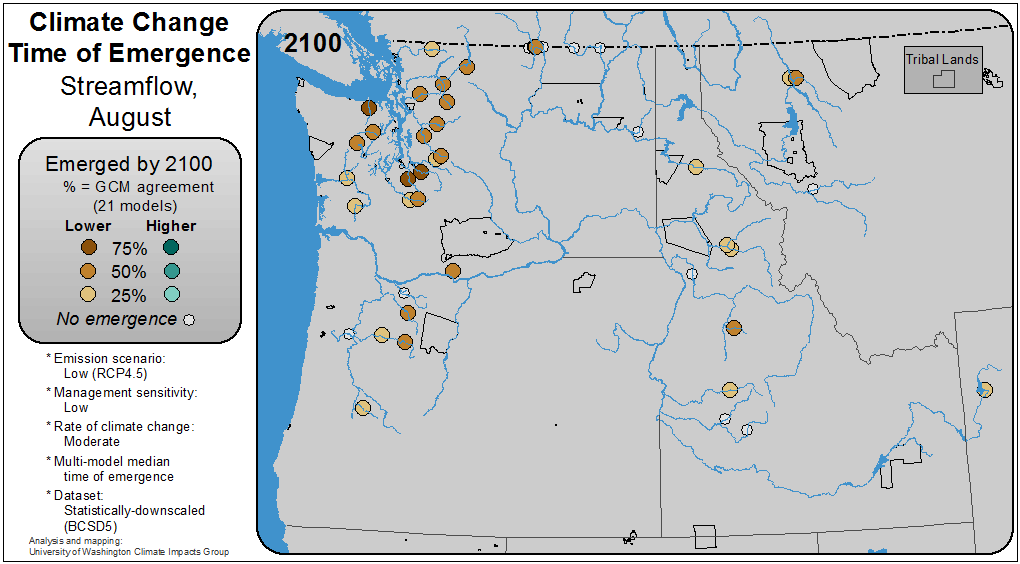 Climate Change
Time of Emergence
Streamflow,
August
Emerged by 2100
% = GCM agreement
(21 models)
Lower Higher
75%
50%
25%
No emergence
* Emission scenario:
Low (RCP4.5)
* Management sensitivity:
Low
* Rate of climate change:
Moderate
* Multi-model median
time of emergence
* Dataset:
Statistically-downscaled
(BCSD5)
Analysis and mapping:
University of Washington Climate Impacts Group
2100
Tribal Lands